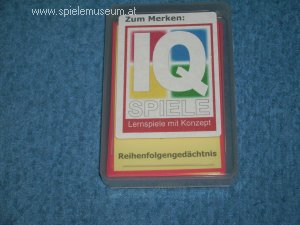 www.spielemuseum.at
Zum Merken:
IQ
SPIELE
Lernspiele mit Konzept
Reihenfolgengedächtnis